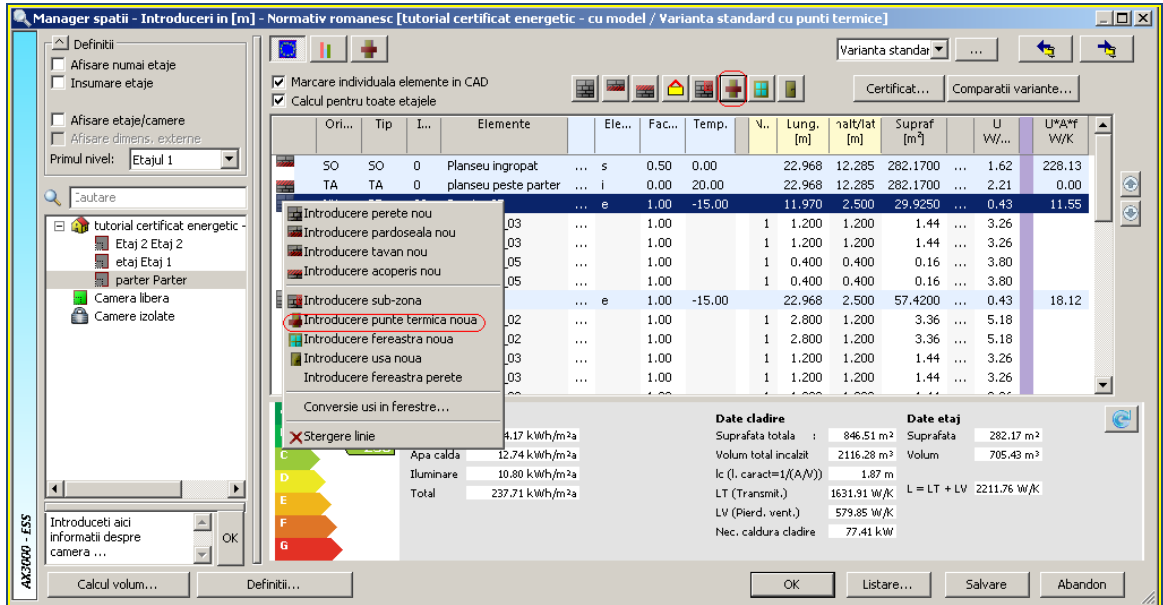 Manager spatii - Introduceri in [m] - Normativ romanesc [tutorial certificat energetic - cu model / Varianta standard cu punti termice]
Definitii
Afisare numai etaje
Insumare etaje
Afisare etaje/camere
Afisare dimens. externe
Primul nivel: Etajul 1
Cautare
tutorial certificat energetic -
Etaj 2 Etaj 2
etaj Etaj 1
parter Parter
Camera libera
Camere izolate
Introduceti aici
informatii despre
camera ...
OK
AX3000 - ESS
Varianta standar ...
Marcare individuala elemente in CAD
Calcul pentru toate etajele
Certificat... Comparatii variante...
Ori... Tip I... Elemente Ele... Fac... Temp. Lung. [m] nalt/lat [m] Supraf [m²] U W/... U*A*f W/K
SO SO 0 Planseu ingropat ... s 0.50 0.00 22.968 12.285 282.1700 ... 1.62 228.13
TA TA 0 planseu peste parter ... i 0.00 20.00 22.968 12.285 282.1700 ... 2.21 0.00
... e 1.00 -15.00 11.970 2.500 29.9250 ... 0.43 11.55
_03 ... 1.00 1 1.200 1.200 1.44 ... 3.26
_03 ... 1.00 1 1.200 1.200 1.44 ... 3.26
_05 ... 1.00 1 0.400 0.400 0.16 ... 3.80
_05 ... 1.00 1 0.400 0.400 0.16 ... 3.80
... e 1.00 -15.00 22.968 2.500 57.4200 ... 0.43 18.12
_02 ... 1.00 1 2.800 1.200 3.36 ... 5.18
_02 ... 1.00 1 2.800 1.200 3.36 ... 5.18
_03 ... 1.00 1 1.200 1.200 1.44 ... 3.26
_03 ... 1.00 1 1.200 1.200 1.44 ... 3.26
Introducere perete nou
Introducere pardoseala nou
Introducere tavan nou
Introducere acoperis nou
Introducere sub-zona
Introducere punte termica noua
Introducere fereastra noua
Introducere usa noua
Introducere fereastra perete
Conversie usi in ferestre...
Stergere linie
C
D
E
F
G
4.17 kWh/m²a
Apa calda 12.74 kWh/m²a
Iluminare 10.80 kWh/m²a
Total 237.71 kWh/m²a
Date cladire
Suprafata totala : 846.51 m²
Volum total incalzit 2116.28 m³
lc (l. caract=1/(A/V)) 1.87 m
LT (Transmit.) 1631.91 W/K
LV (Pierd. vent.) 579.85 W/K
Nec. caldura cladire 77.41 kW
Date etaj
Suprafata 282.17 m²
Volum 705.43 m³
L = LT + LV 2211.76 W/K
Calcul volum... Definitii... OK Listare... Salvare Abandon